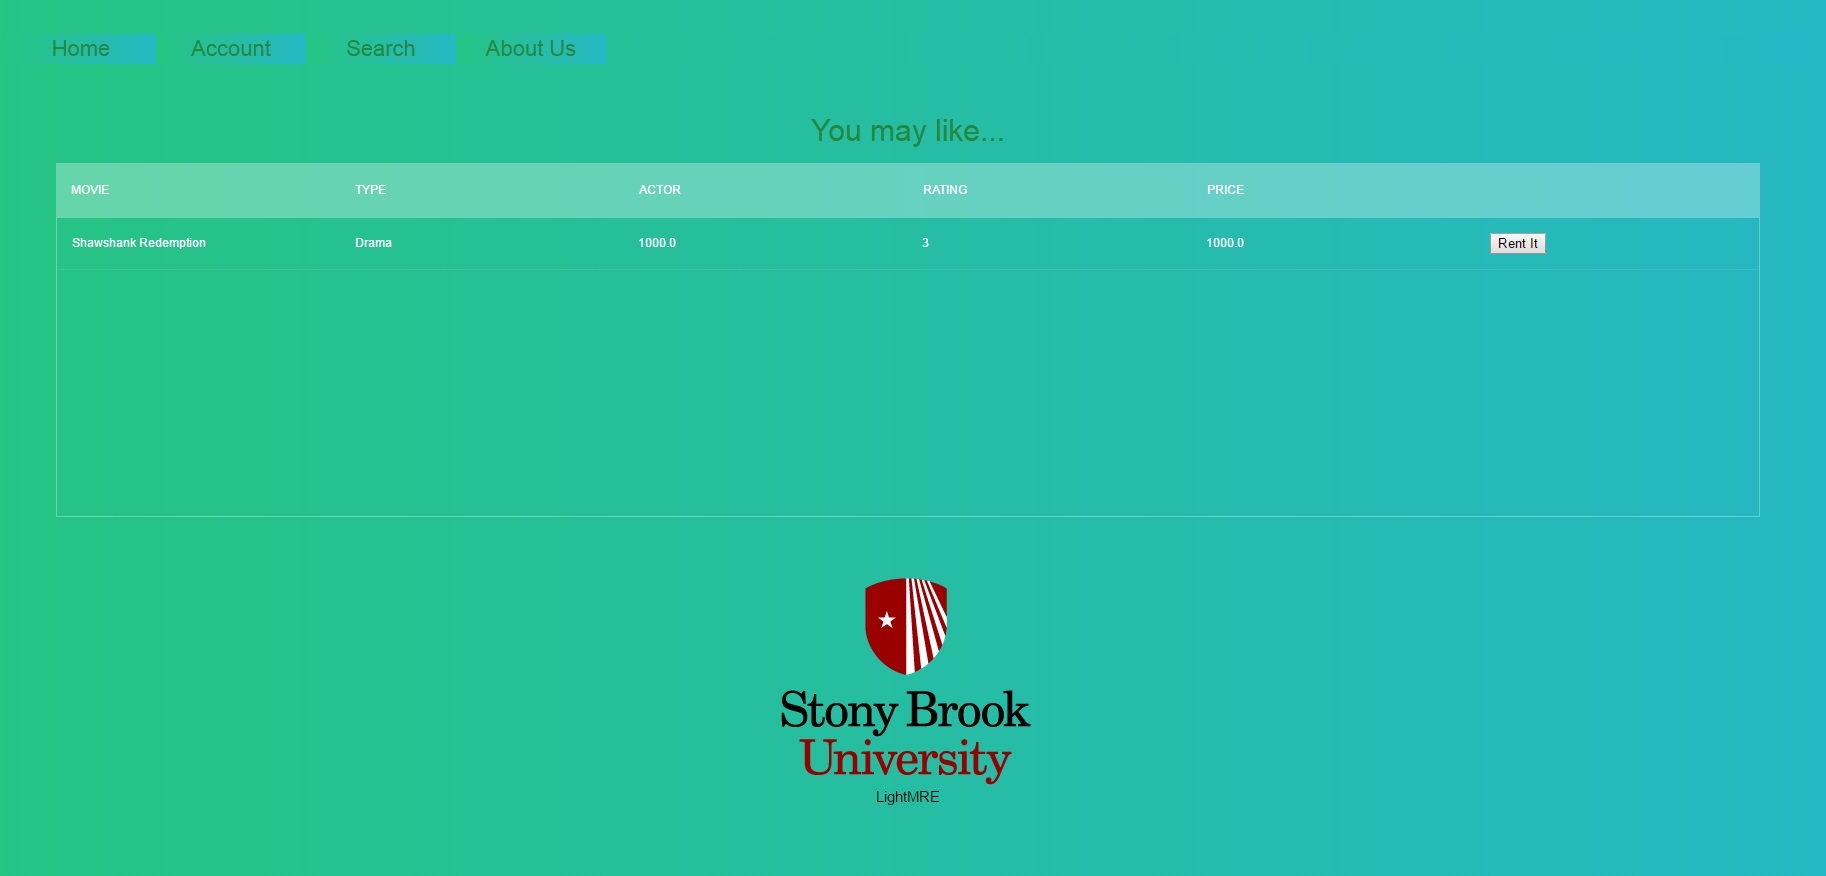 Home Account Search About Us
You may like...
MOVIE TYPE ACTOR RATING PRICE
Shawshank Redemption Drama 1000.0 3 1000.0 Rent It
Stony Brook
University
LightMRE